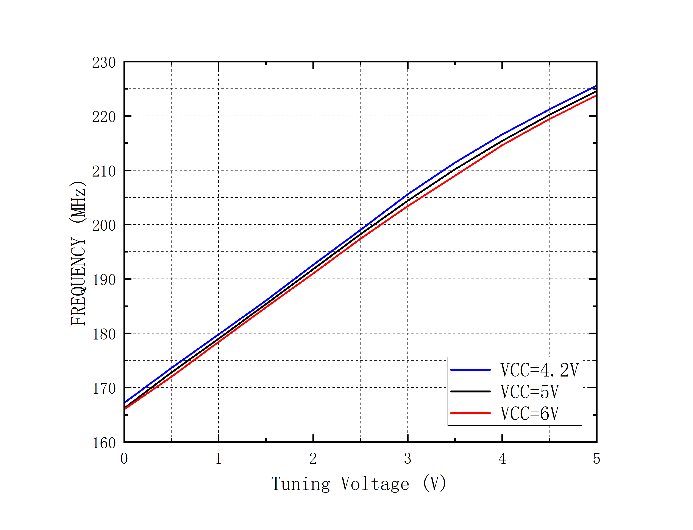 230
220
210
200
190
180
170
160
FREQUENCY (MHz)
VCC=4.2V
VCC=5V
VCC=6V
0 1 2 3 4 5
Tuning Voltage (V)